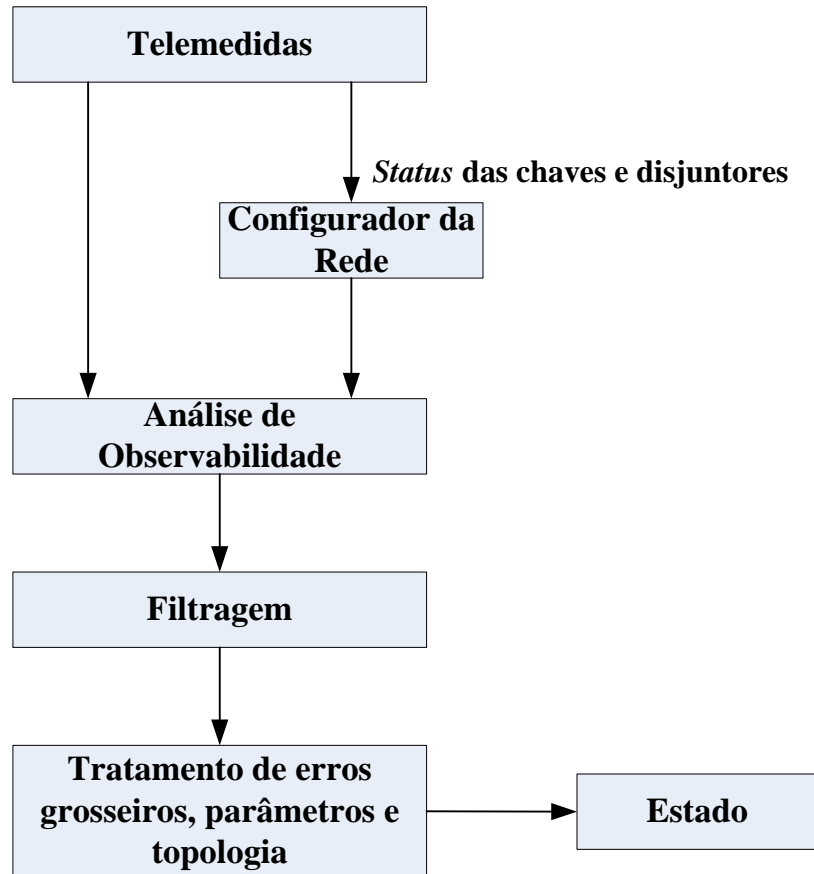 Telemedidas
Status das chaves e disjuntores
Configurador da
Rede
Análise de
Observabilidade
Filtragem
Tratamento de erros
grosseiros, parâmetros e
topologia
Estado